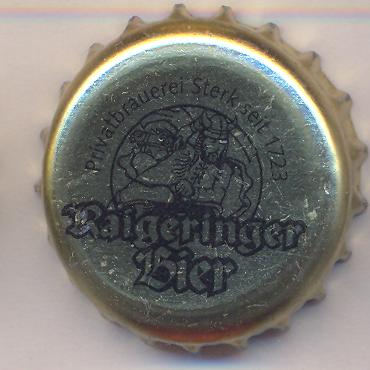 Privatbrauerei Sterk seit 1723
Raigeringer
Bier